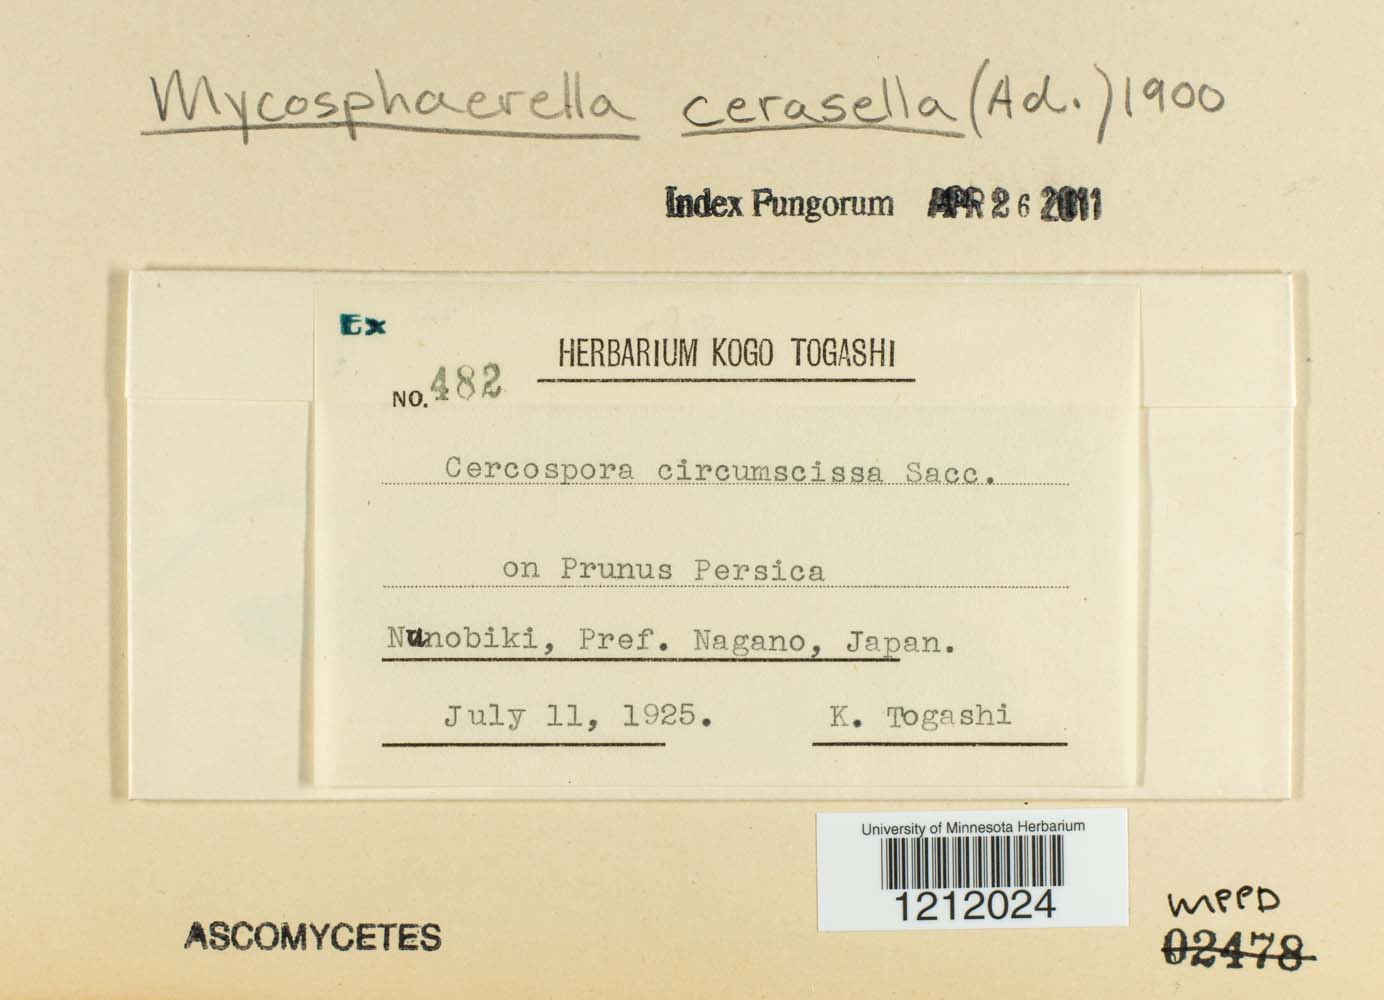 Mycosphaerella cerasella (Ad.) 1900
Index Fungorum APR 26 2011
Ex
HERBARIUM KOGO TOGASHI
NO. 482
Cercospora circumscissa Sacc.
on Prunus Persica
Nunobiki, Pref. Nagano, Japan.
July 11, 1925. K. Togashi
University of Minnesota Herbarium
1212024
ASCOMYCETES
MPPD
02478